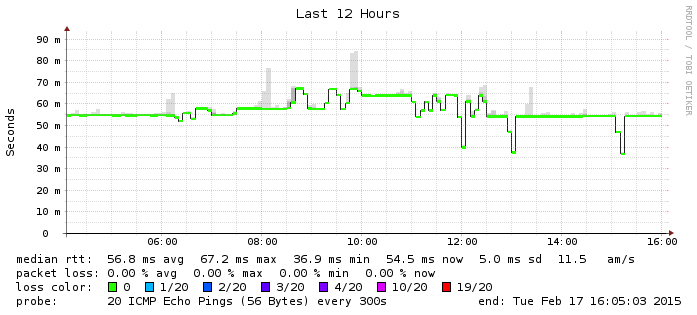 Last 12 Hours
RRDTOOL / TOBI OETIKER
Seconds
90 m
80 m
70 m
60 m
50 m
40 m
30 m
20 m
10 m
0
06:00 08:00 10:00 12:00 14:00 16:00
median rtt: 56.8 ms avg 67.2 ms max 36.9 ms min 54.5 ms now 5.0 ms sd 11.5 am/s
packet loss: 0.00 % avg 0.00 % max 0.00 % min 0.00 % now
loss color: 0 1/20 2/20 3/20 4/20 10/20 19/20
probe: 20 ICMP Echo Pings (56 Bytes) every 300s end: Tue Feb 17 16:05:03 2015